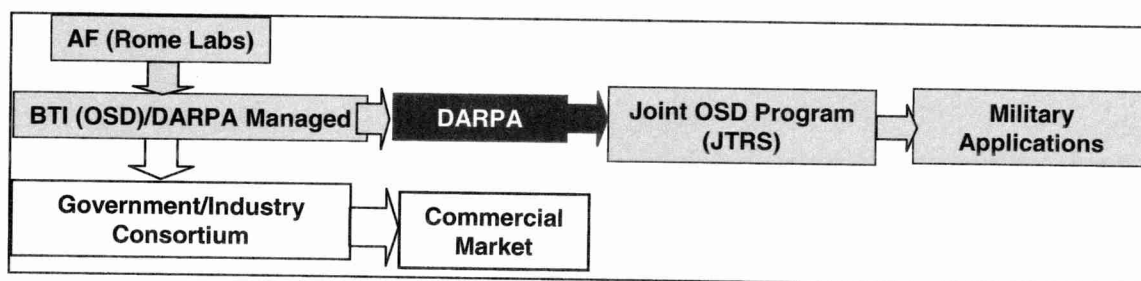 AF (Rome Labs)
BTI (OSD)/DARPA Managed
DARPA
Joint OSD Program
(JTRS)
Military
Applications
Government/Industry
Consortium
Commercial
Market